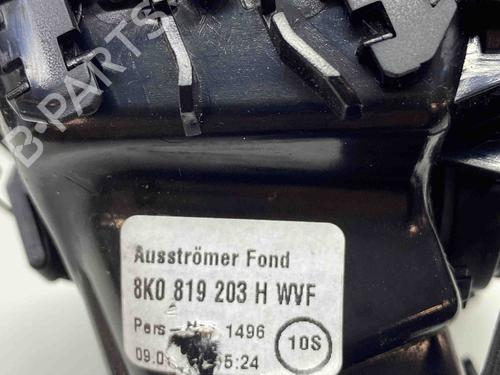 B-PARTS
Ausströmer Fond
8K0 819 203 H WVF
1496
10S